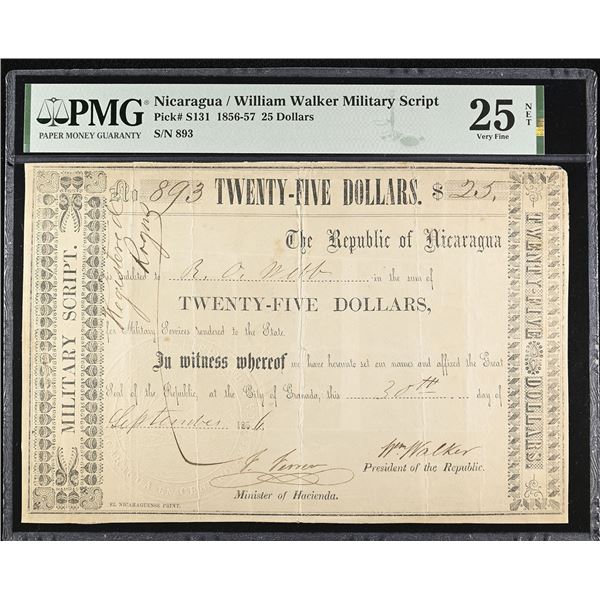 PMG
PAPER MONEY GUARANTY
Nicaragua / William Walker Military Script
Pick# S131 1856-57 25 Dollars
S/N 893
25 NET
Very Fine
MILITARY SCRIPT.
Registered
No 893 TWENTY-FIVE DOLLARS. $ 25.
The Republic of Nicaragua
is indebted to R. O. Webb in the sum of
TWENTY-FIVE DOLLARS,
for Military Services rendered to the State.
In witness whereof we have hereunto set our names and affixed the Great
Seal of the Republic, at the City of Granada, this 30th day of
September 1856.
Wm Walker
President of the Republic.
Minister of Hacienda.
EL NICARAGUENSE PRINT.
TWENTY-FIVE DOLLARS